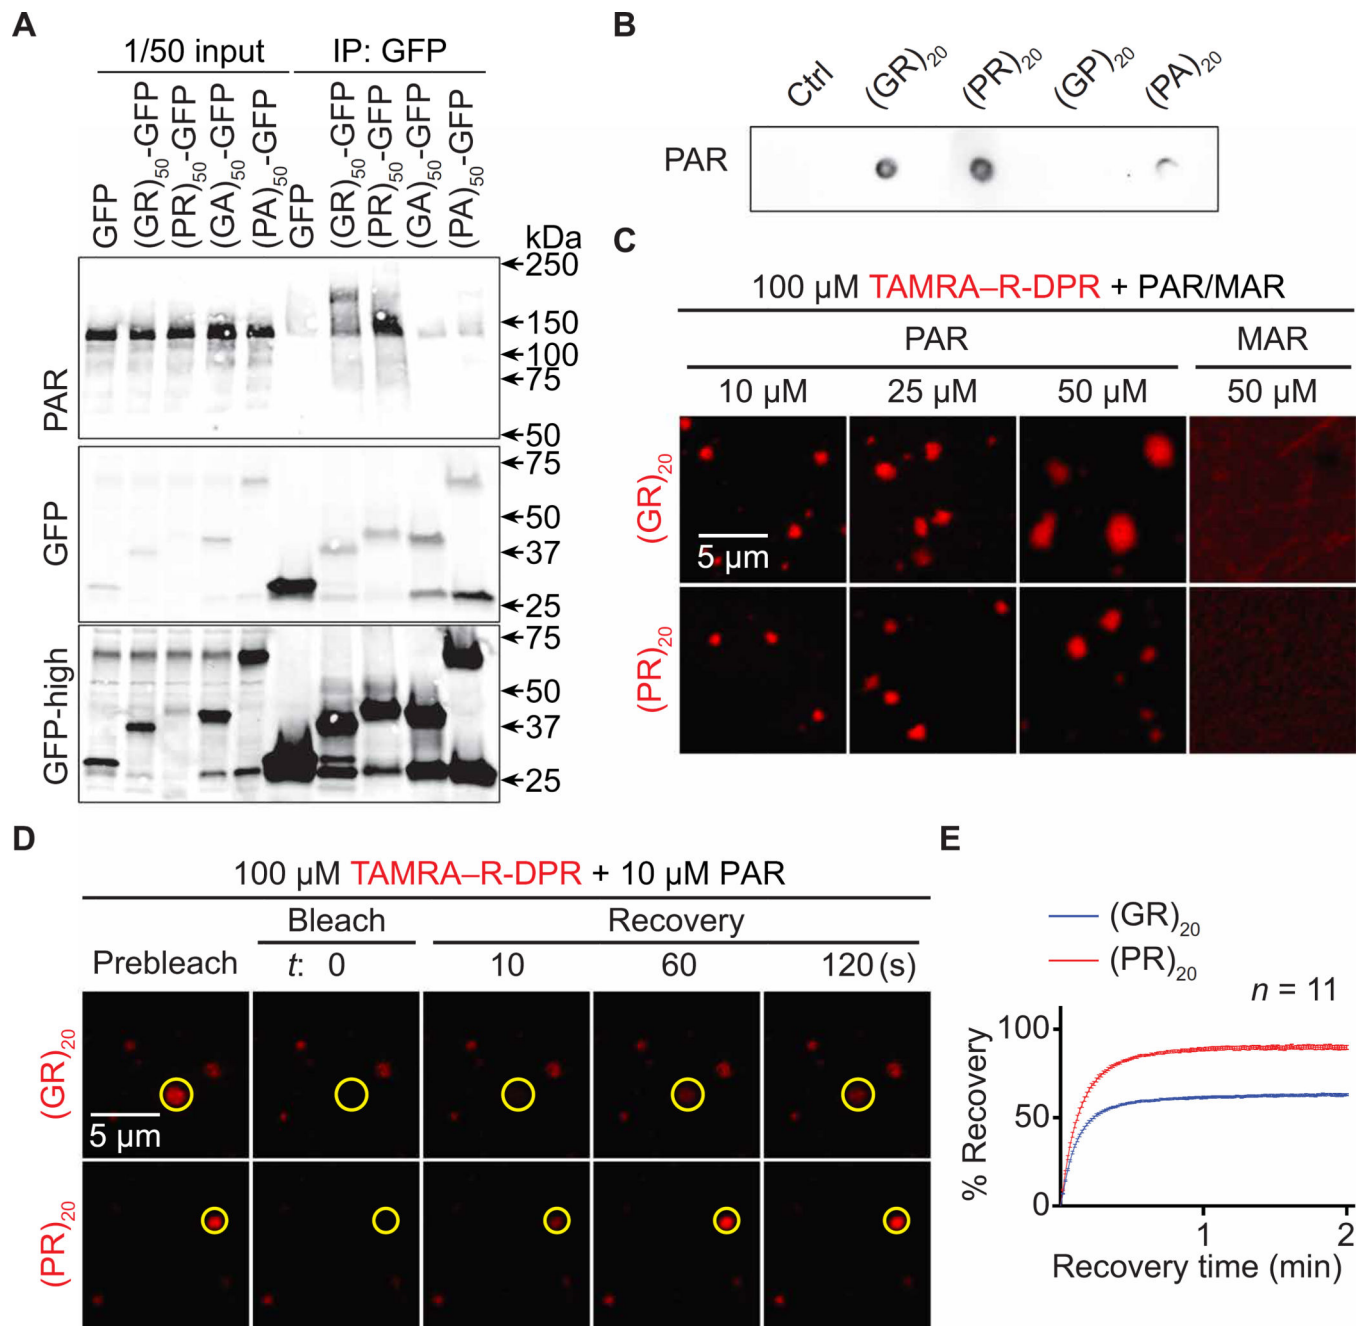 A
1/50 input
IP: GFP
GFP
(GR)50-GFP
(PR)50-GFP
(GA)50-GFP
(PA)50-GFP
GFP
(GR)50-GFP
(PR)50-GFP
(GA)50-GFP
(PA)50-GFP
kDa
PAR
250
150
100
75
50
GFP
75
50
37
25
GFP-high
75
50
37
25
B
Ctrl
(GR)20
(PR)20
(GP)20
(PA)20
PAR
C
100 µM TAMRA–R-DPR + PAR/MAR
PAR
MAR
10 µM
25 µM
50 µM
50 µM
(GR)20
5 µm
(PR)20
D
100 µM TAMRA–R-DPR + 10 µM PAR
Bleach
Recovery
Prebleach
t: 0
10
60
120 (s)
(GR)20
5 µm
(PR)20
E
(GR)20
(PR)20
n = 11
% Recovery
100
50
0
1
2
Recovery time (min)